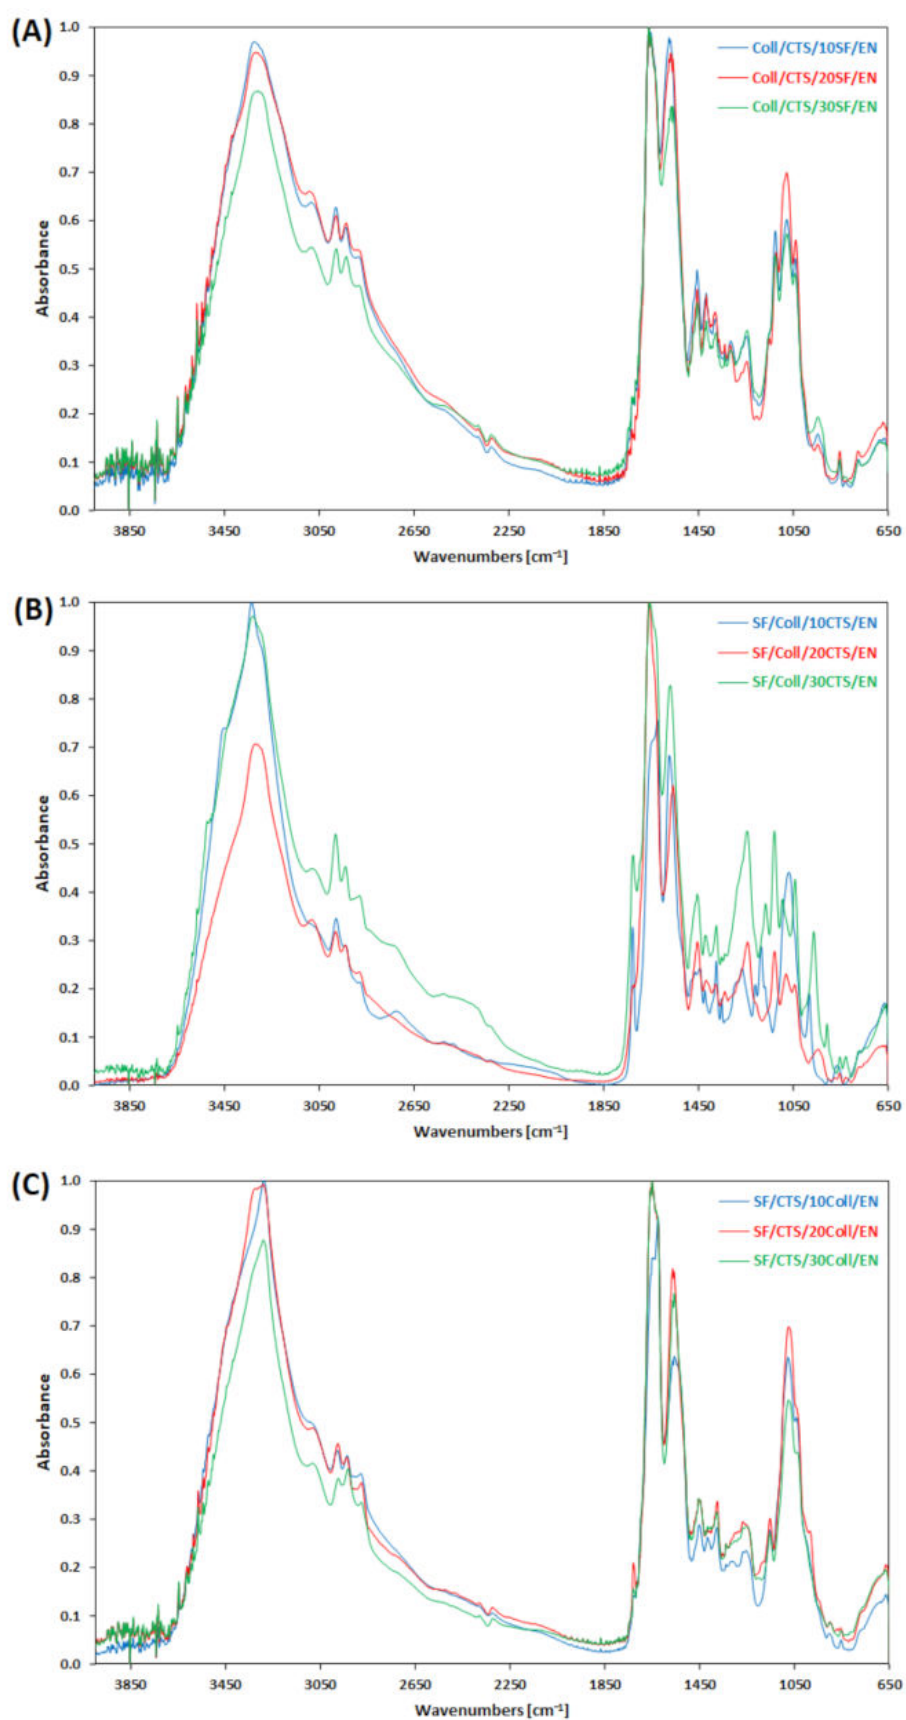 (A)
1.0
0.9
0.8
0.7
0.6
0.5
0.4
0.3
0.2
0.1
0.0
Absorbance
Coll/CTS/10SF/EN
Coll/CTS/20SF/EN
Coll/CTS/30SF/EN
3850 3450 3050 2650 2250 1850 1450 1050 650
Wavenumbers [cm⁻¹]
(B)
1.0
0.9
0.8
0.7
0.6
0.5
0.4
0.3
0.2
0.1
0.0
Absorbance
SF/Coll/10CTS/EN
SF/Coll/20CTS/EN
SF/Coll/30CTS/EN
3850 3450 3050 2650 2250 1850 1450 1050 650
Wavenumbers [cm⁻¹]
(C)
1.0
0.9
0.8
0.7
0.6
0.5
0.4
0.3
0.2
0.1
0.0
Absorbance
SF/CTS/10Coll/EN
SF/CTS/20Coll/EN
SF/CTS/30Coll/EN
3850 3450 3050 2650 2250 1850 1450 1050 650
Wavenumbers [cm⁻¹]